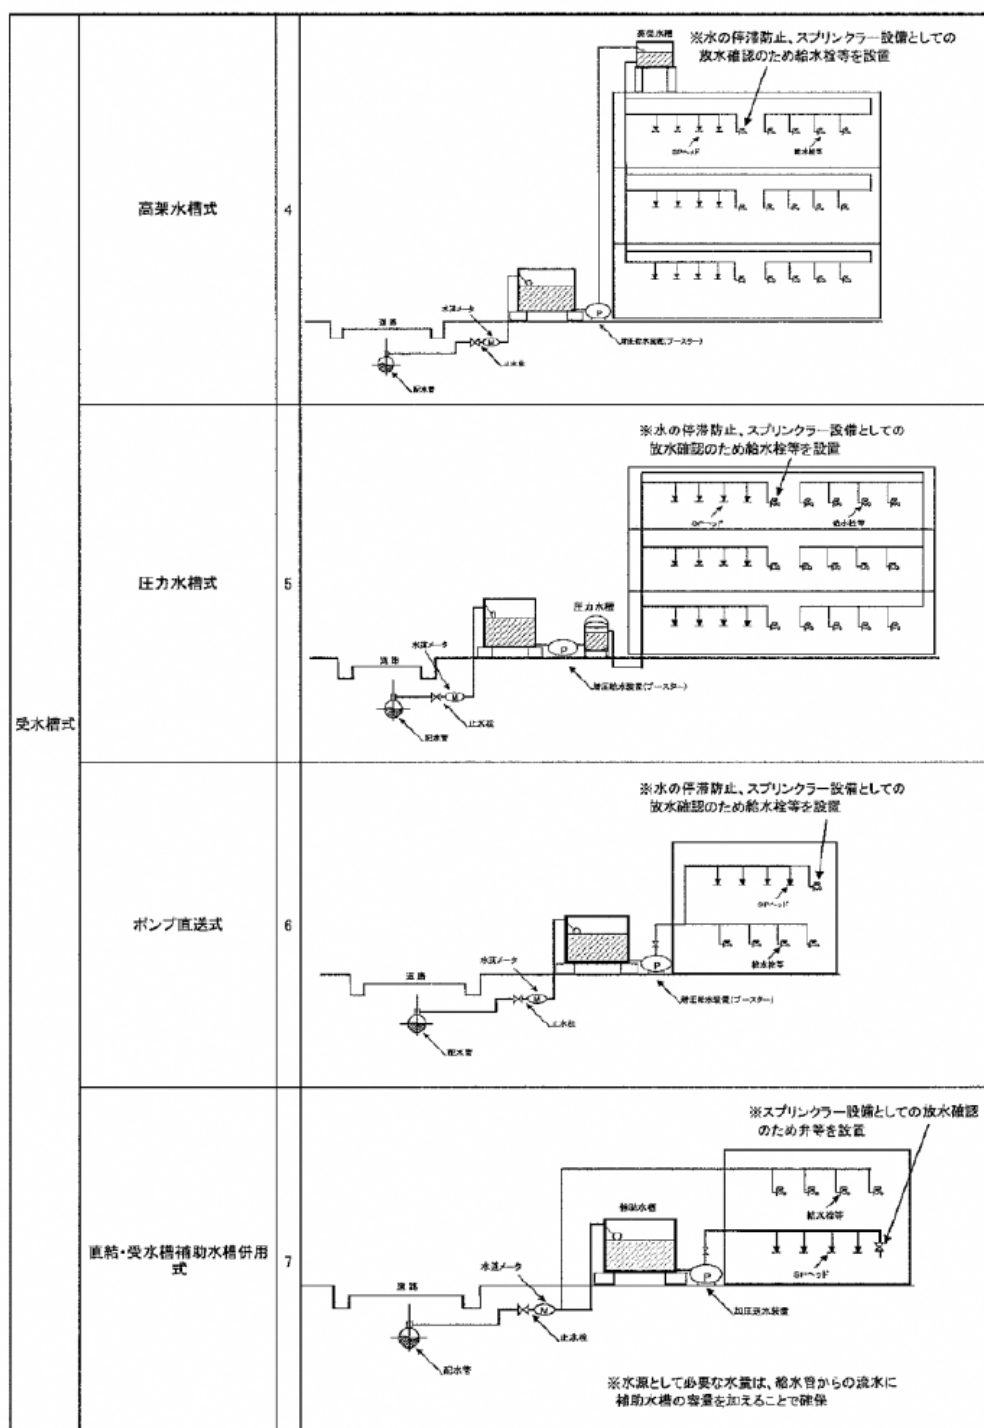 受水槽式
高架水槽式
4
高架水槽
※水の停滞防止、スプリンクラー設備としての
放水確認のため給水栓等を設置
SPヘッド
給水栓等
水道メータ
道路
M
P
増圧給水装置(ブースター)
止水栓
配水管
圧力水槽式
5
※水の停滞防止、スプリンクラー設備としての
放水確認のため給水栓等を設置
SPヘッド
給水栓等
圧力水槽
水道メータ
道路
M
P
増圧給水装置(ブースター)
止水栓
配水管
ポンプ直送式
6
※水の停滞防止、スプリンクラー設備としての
放水確認のため給水栓等を設置
SPヘッド
給水栓等
水道メータ
道路
M
P
増圧給水装置(ブースター)
止水栓
配水管
直結・受水槽補助水槽併用
式
7
※スプリンクラー設備としての放水確認
のため弁等を設置
給水栓等
補助水槽
SPヘッド
水道メータ
道路
M
P
加圧送水装置
止水栓
配水管
※水源として必要な水量は、給水管からの流水に
補助水槽の容量を加えることで確保